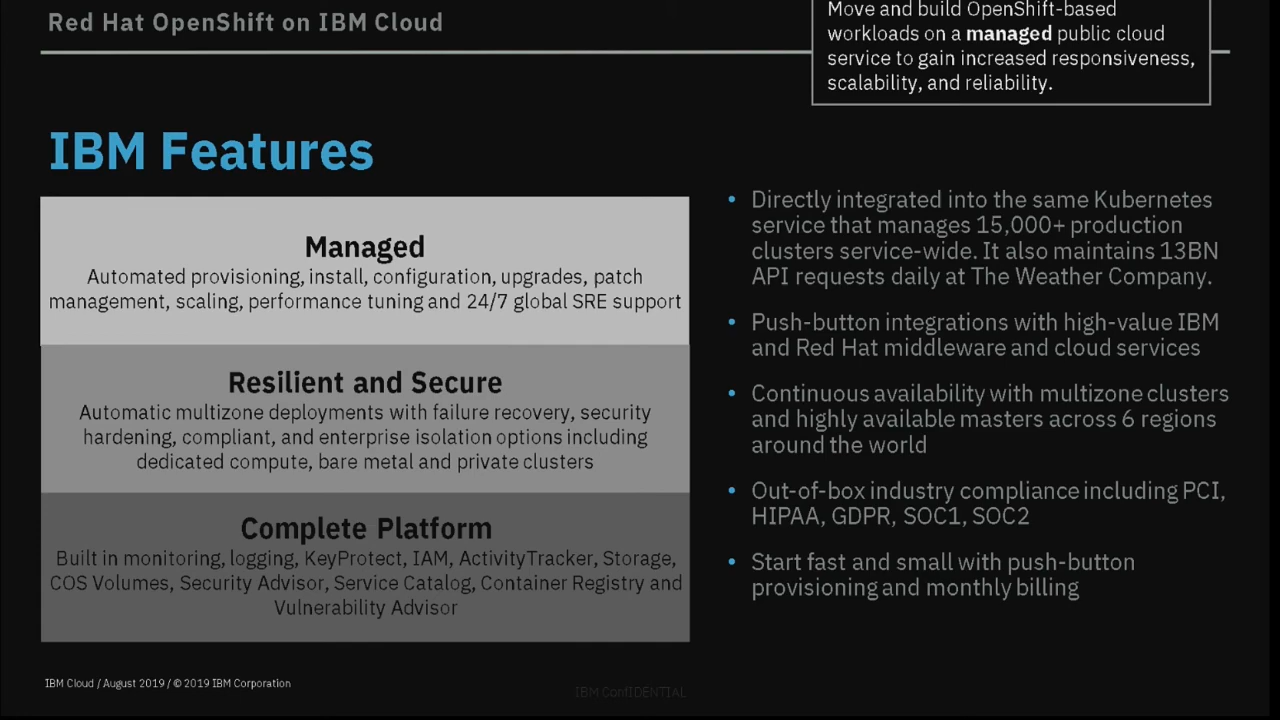 Red Hat OpenShift on IBM Cloud
Move and build OpenShift-based
workloads on a managed public cloud
service to gain increased responsiveness,
scalability, and reliability.
IBM Features
Managed
Automated provisioning, install, configuration, upgrades, patch
management, scaling, performance tuning and 24/7 global SRE support
Resilient and Secure
Automatic multizone deployments with failure recovery, security
hardening, compliant, and enterprise isolation options including
dedicated compute, bare metal and private clusters
Complete Platform
Built in monitoring, logging, KeyProtect, IAM, ActivityTracker, Storage,
COS Volumes, Security Advisor, Service Catalog, Container Registry and
Vulnerability Advisor
• Directly integrated into the same Kubernetes
service that manages 15,000+ production
clusters service-wide. It also maintains 13BN
API requests daily at The Weather Company.
• Push-button integrations with high-value IBM
and Red Hat middleware and cloud services
• Continuous availability with multizone clusters
and highly available masters across 6 regions
around the world
• Out-of-box industry compliance including PCI,
HIPAA, GDPR, SOC1, SOC2
• Start fast and small with push-button
provisioning and monthly billing
IBM Cloud / August 2019 / © 2019 IBM Corporation
IBM ConfIDENTIAL